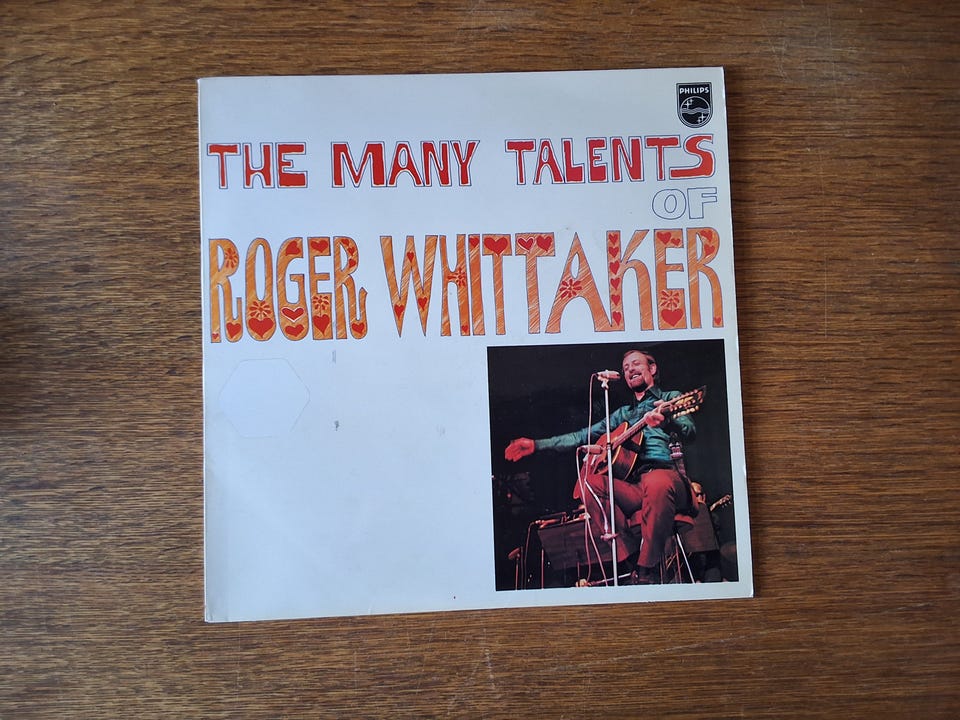 PHILIPS
THE MANY TALENTS
OF
ROGER WHITTAKER